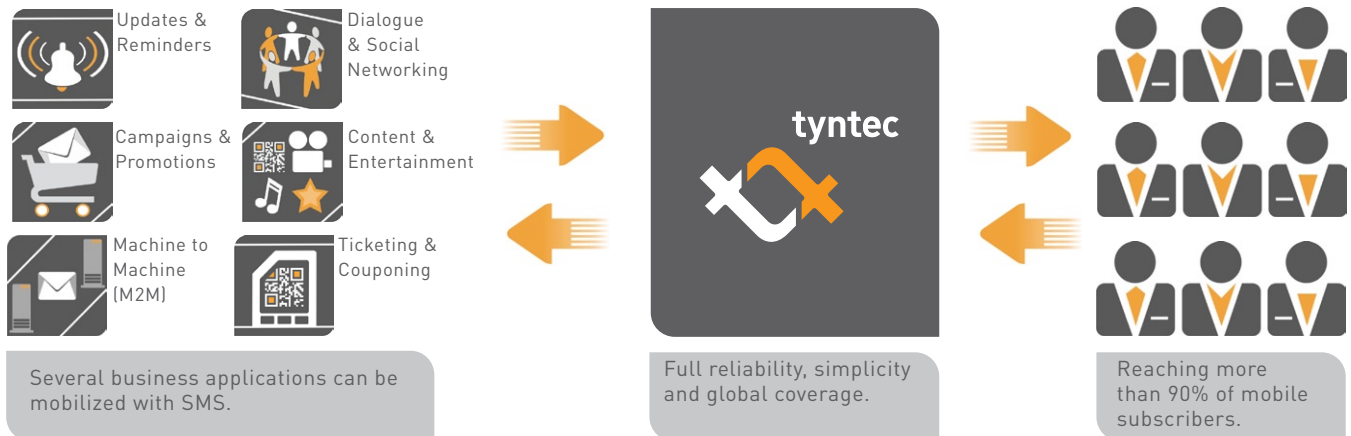 Updates &
Reminders
Dialogue
& Social
Networking
Campaigns &
Promotions
Content &
Entertainment
Machine to
Machine
(M2M)
Ticketing &
Couponing
tyntec
Several business applications can be
mobilized with SMS.
Full reliability, simplicity
and global coverage.
Reaching more
than 90% of mobile
subscribers.